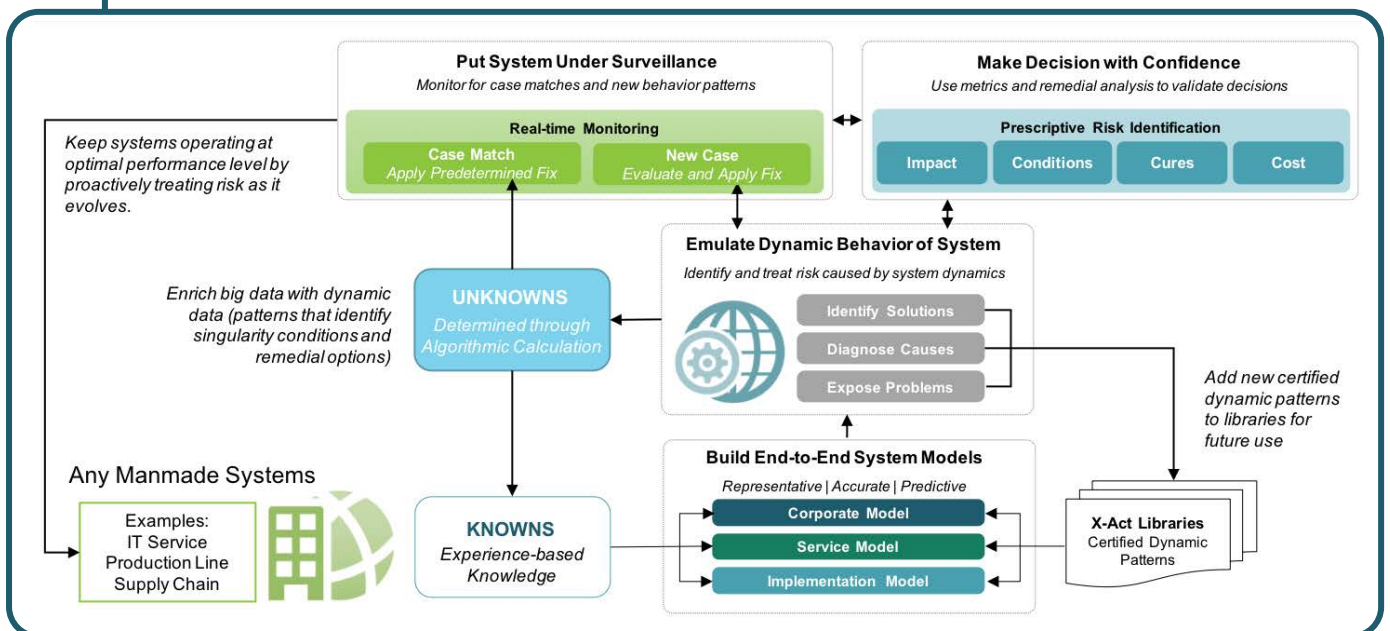 Put System Under Surveillance
Monitor for case matches and new behavior patterns
Real-time Monitoring
Case Match
Apply Predetermined Fix
New Case
Evaluate and Apply Fix
Make Decision with Confidence
Use metrics and remedial analysis to validate decisions
Prescriptive Risk Identification
Impact
Conditions
Cures
Cost
Keep systems operating at
optimal performance level by
proactively treating risk as it
evolves.
Emulate Dynamic Behavior of System
Identify and treat risk caused by system dynamics
Identify Solutions
Diagnose Causes
Expose Problems
Enrich big data with dynamic
data (patterns that identify
singularity conditions and
remedial options)
UNKNOWNS
Determined through
Algorithmic Calculation
Add new certified
dynamic patterns
to libraries for
future use
Any Manmade Systems
Examples:
IT Service
Production Line
Supply Chain
KNOWNS
Experience-based
Knowledge
Build End-to-End System Models
Representative | Accurate | Predictive
Corporate Model
Service Model
Implementation Model
X-Act Libraries
Certified Dynamic
Patterns